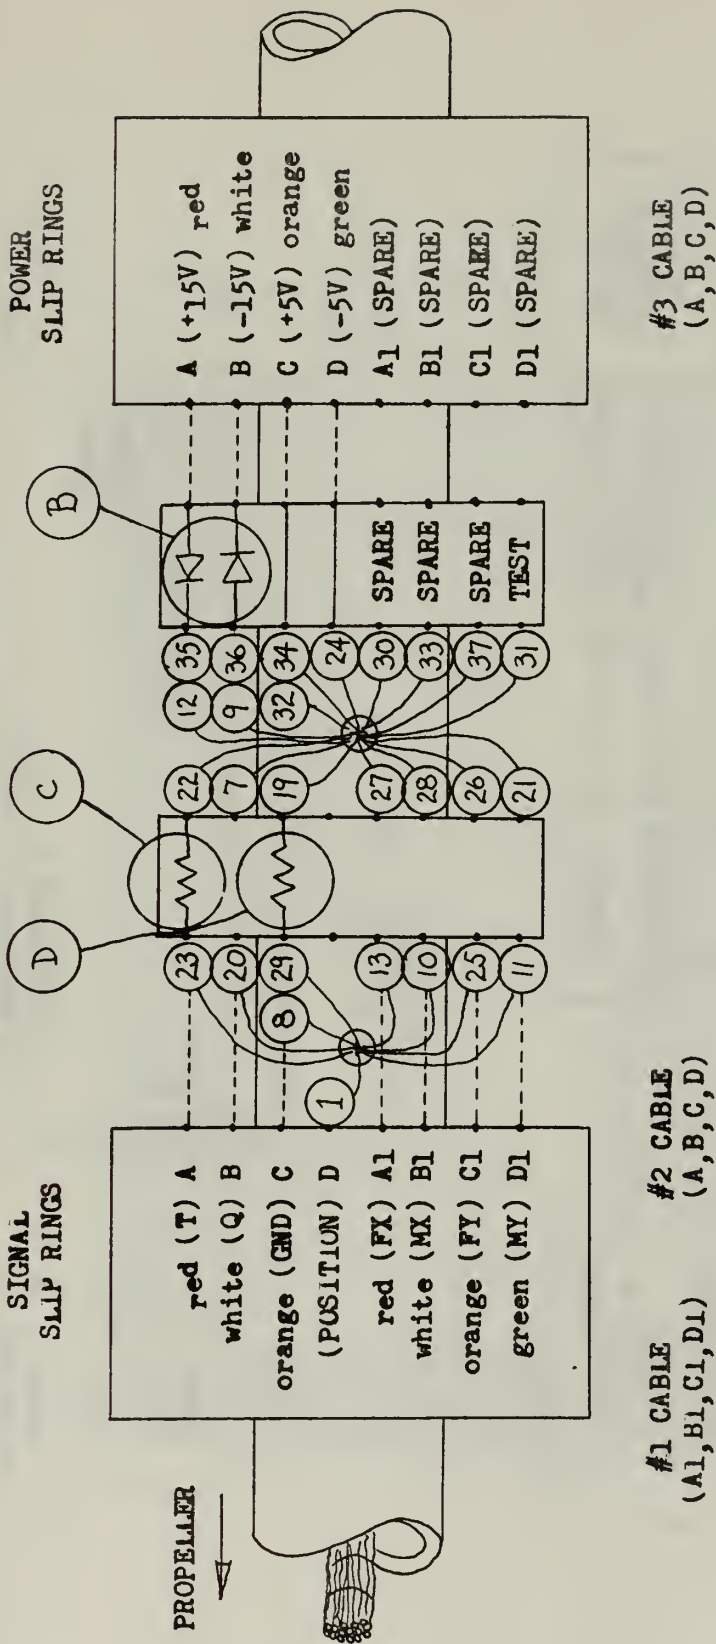 SIGNAL
SLIP RINGS
POWER
SLIP RINGS
PROPELLER
red (T) A
white (Q) B
orange (GND) C
(POSITION) D
red (FX) A1
white (MX) B1
orange (FY) C1
green (MY) D1
1
23
20
8 29
13
10
25
11
D
C
22
7
19
27
28
26
21
12 35
9 36
32 34
24
30
33
37
31
B
SPARE
SPARE
SPARE
TEST
A (+15V) red
B (-15V) white
C (+5V) orange
D (-5V) green
A1 (SPARE)
B1 (SPARE)
C1 (SPARE)
D1 (SPARE)
#1 CABLE
(A1,B1,C1,D1)
#2 CABLE
(A,B,C,D)
#3 CABLE
(A,B,C,D)